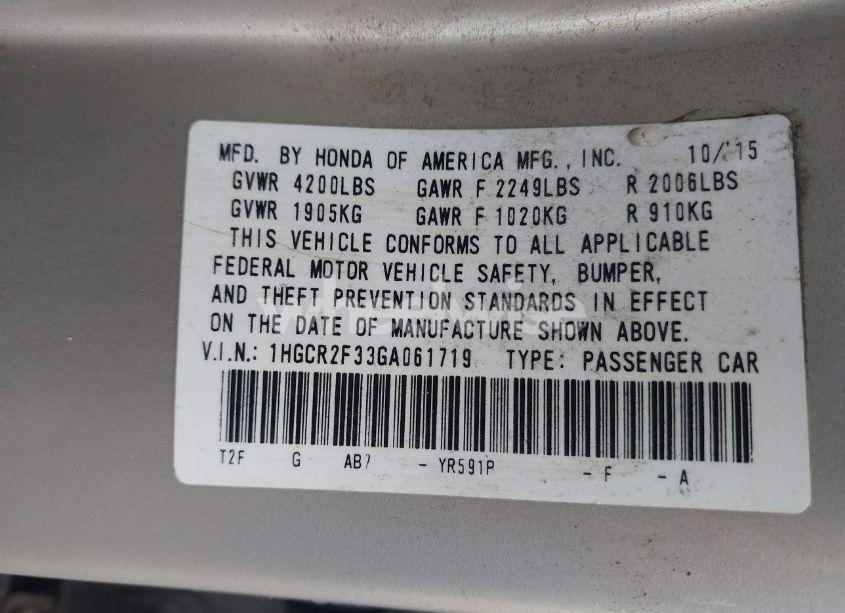 MFD. BY HONDA OF AMERICA MFG., INC. 10/'15
GVWR 4200LBS GAWR F 2249LBS R 2006LBS
GVWR 1905KG GAWR F 1020KG R 910KG
THIS VEHICLE CONFORMS TO ALL APPLICABLE
FEDERAL MOTOR VEHICLE SAFETY, BUMPER,
AND THEFT PREVENTION STANDARDS IN EFFECT
ON THE DATE OF MANUFACTURE SHOWN ABOVE.
V.I.N.: 1HGCR2F33GA061719 TYPE: PASSENGER CAR
T2F G AB7 - YR591P - F - A